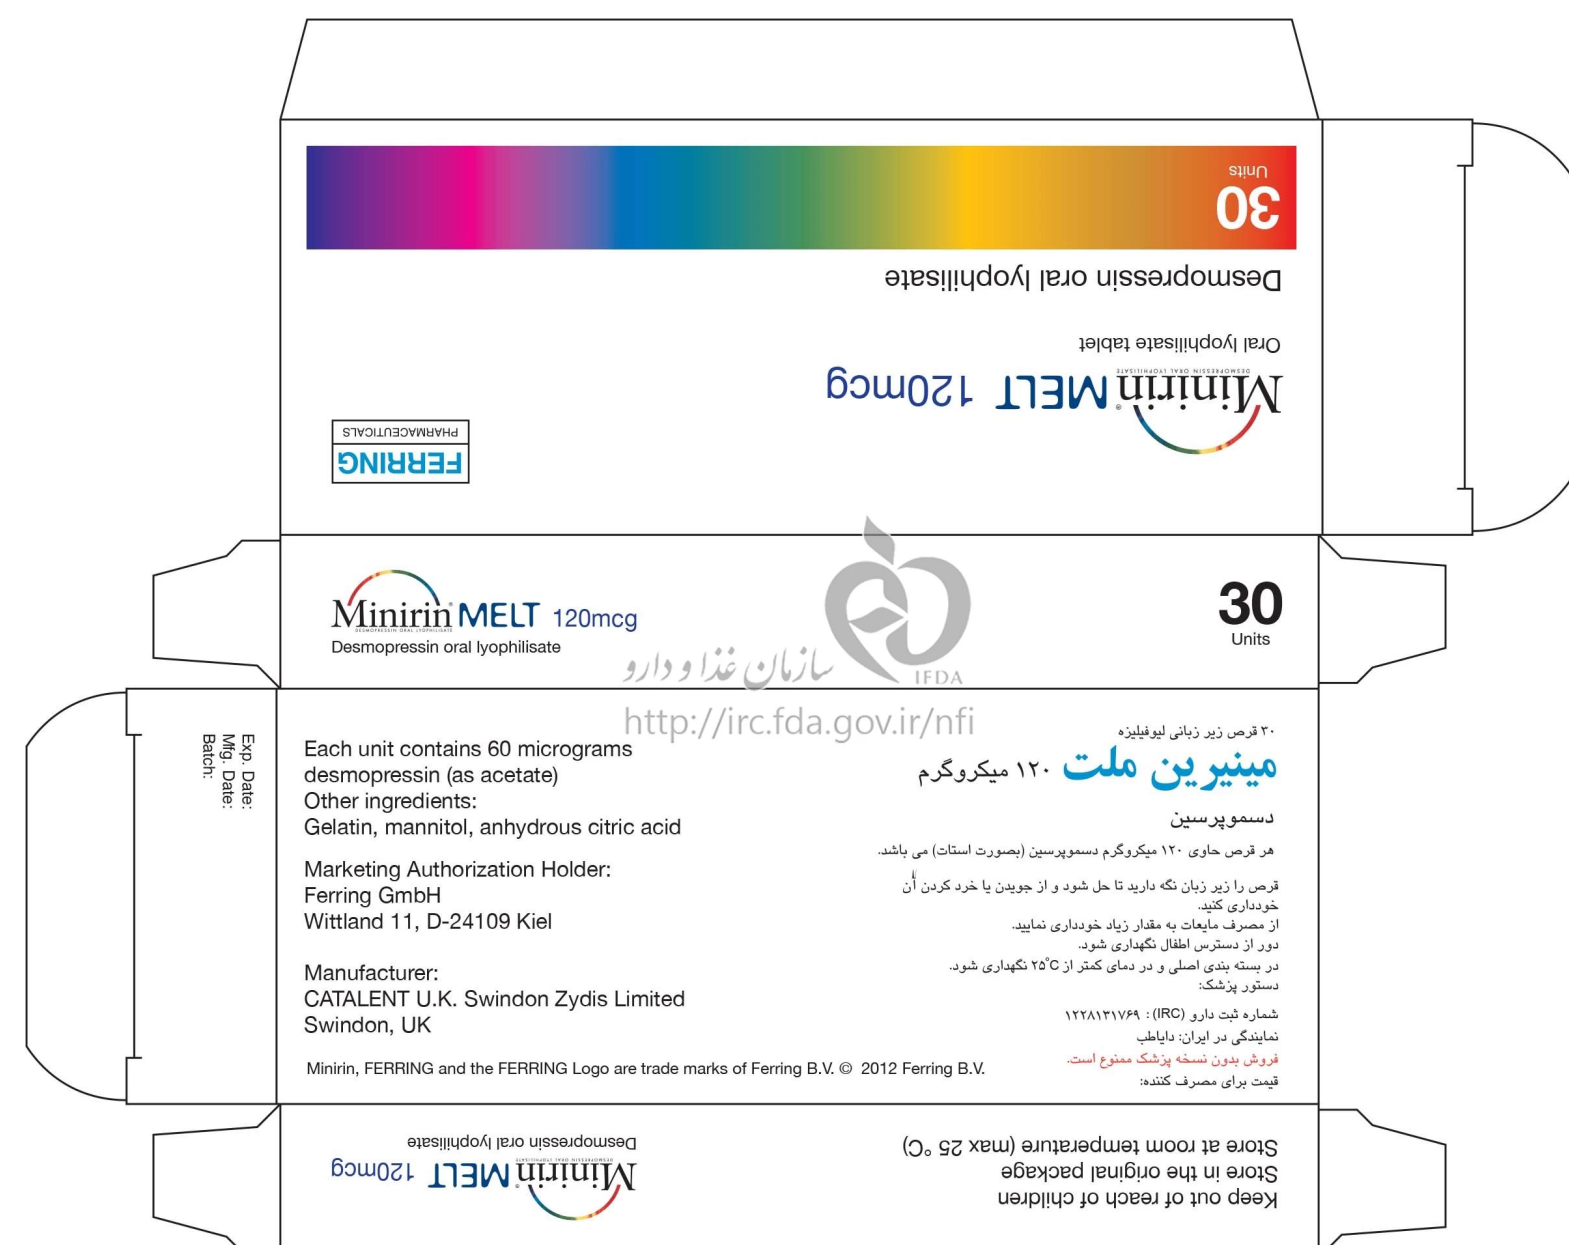 30
Units
Desmopressin oral lyophilisate
Oral lyophilisate tablet
Minirin® MELT 120mcg
DESMOPRESSIN ORAL LYOPHILISATE
FERRING
PHARMACEUTICALS
Minirin® MELT 120mcg
DESMOPRESSIN ORAL LYOPHILISATE
Desmopressin oral lyophilisate
30
Units
سازمان غذا و دارو
IFDA
http://irc.fda.gov.ir/nfi
Exp. Date:
Mfg. Date:
Batch:
Each unit contains 60 micrograms
desmopressin (as acetate)
Other ingredients:
Gelatin, mannitol, anhydrous citric acid
Marketing Authorization Holder:
Ferring GmbH
Wittland 11, D-24109 Kiel
Manufacturer:
CATALENT U.K. Swindon Zydis Limited
Swindon, UK
Minirin, FERRING and the FERRING Logo are trade marks of Ferring B.V. © 2012 Ferring B.V.
۳۰ قرص زیر زبانی لیوفیلیزه
مینیرین ملت ۱۲۰ میکروگرم
دسموپرسین
هر قرص حاوی ۱۲۰ میکروگرم دسموپرسین (بصورت استات) می باشد.
قرص را زیر زبان نگه دارید تا حل شود و از جویدن یا خرد کردن آن
خودداری کنید.
از مصرف مایعات به مقدار زیاد خودداری نمایید.
دور از دسترس اطفال نگهداری شود.
در بسته بندی اصلی و در دمای کمتر از ۲۵°C نگهداری شود.
دستور پزشک:
شماره ثبت دارو (IRC) : ۱۲۲۸۱۳۱۷۶۹
نمایندگی در ایران: دایاطب
فروش بدون نسخه پزشک ممنوع است.
قیمت برای مصرف کننده:
Minirin® MELT 120mcg
DESMOPRESSIN ORAL LYOPHILISATE
Desmopressin oral lyophilisate
Keep out of reach of children
Store in the original package
Store at room temperature (max 25 °C)